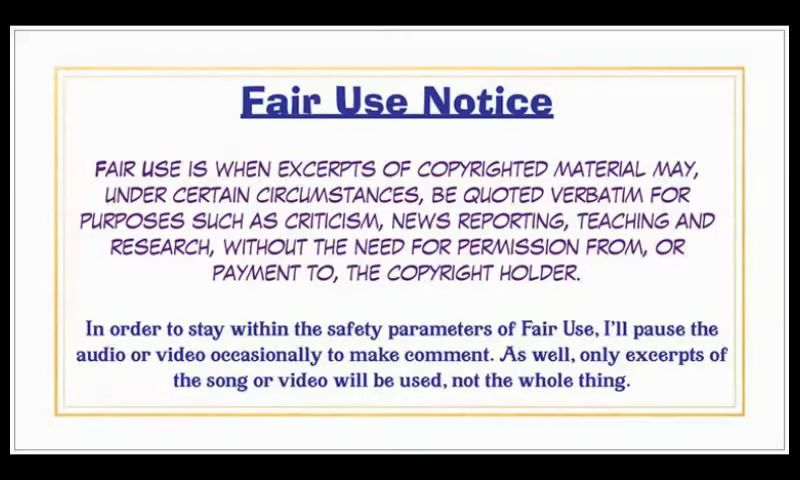 Fair Use Notice
FAIR USE IS WHEN EXCERPTS OF COPYRIGHTED MATERIAL MAY,
UNDER CERTAIN CIRCUMSTANCES, BE QUOTED VERBATIM FOR
PURPOSES SUCH AS CRITICISM, NEWS REPORTING, TEACHING AND
RESEARCH, WITHOUT THE NEED FOR PERMISSION FROM, OR
PAYMENT TO, THE COPYRIGHT HOLDER.
In order to stay within the safety parameters of Fair Use, I'll pause the
audio or video occasionally to make comment. As well, only excerpts of
the song or video will be used, not the whole thing.